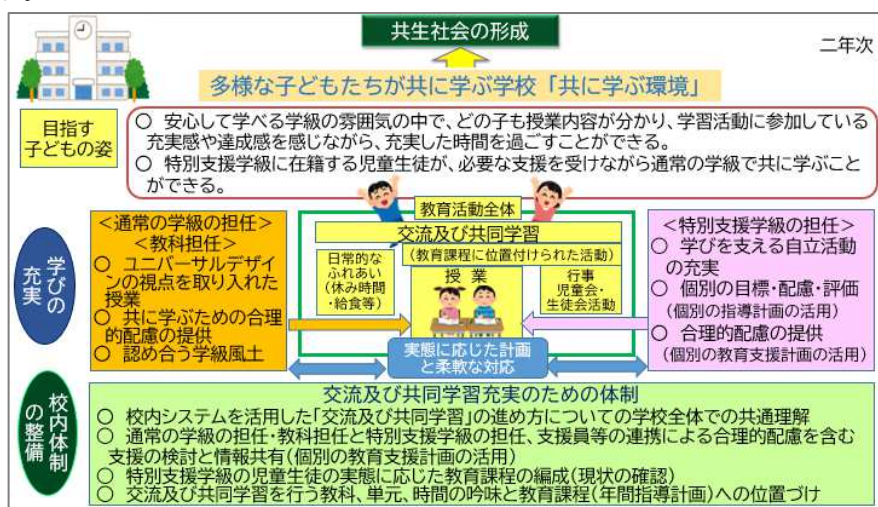 共生社会の形成
二年次
多様な子どもたちが共に学ぶ学校「共に学ぶ環境」
目指す
子どもの姿
○ 安心して学べる学級の雰囲気の中で、どの子も授業内容が分かり、学習活動に参加している
充実感や達成感を感じながら、充実した時間を過ごすことができる。
○ 特別支援学級に在籍する児童生徒が、必要な支援を受けながら通常の学級で共に学ぶこと
ができる。
学びの
充実
<通常の学級の担任>
<教科担任>
○ ユニバーサルデザイ
ンの視点を取り入れた
授業
○ 共に学ぶための合理
的配慮の提供
○ 認め合う学級風土
教育活動全体
交流及び共同学習
(教育課程に位置付けられた活動)
日常的な
ふれあい
(休み時間
・給食等)
授 業
行事
児童会・
生徒会活動
実態に応じた計画
と柔軟な対応
<特別支援学級の担任>
○ 学びを支える自立活動
の充実
○ 個別の目標・配慮・評価
(個別の指導計画の活用)
○ 合理的配慮の提供
(個別の教育支援計画の活用)
校内体制
の整備
交流及び共同学習充実のための体制
○ 校内システムを活用した「交流及び共同学習」の進め方についての学校全体での共通理解
○ 通常の学級の担任・教科担任と特別支援学級の担任、支援員等の連携による合理的配慮を含む
支援の検討と情報共有(個別の教育支援計画の活用)
○ 特別支援学級の児童生徒の実態に応じた教育課程の編成(現状の確認)
○ 交流及び共同学習を行う教科、単元、時間の吟味と教育課程(年間指導計画)への位置づけ